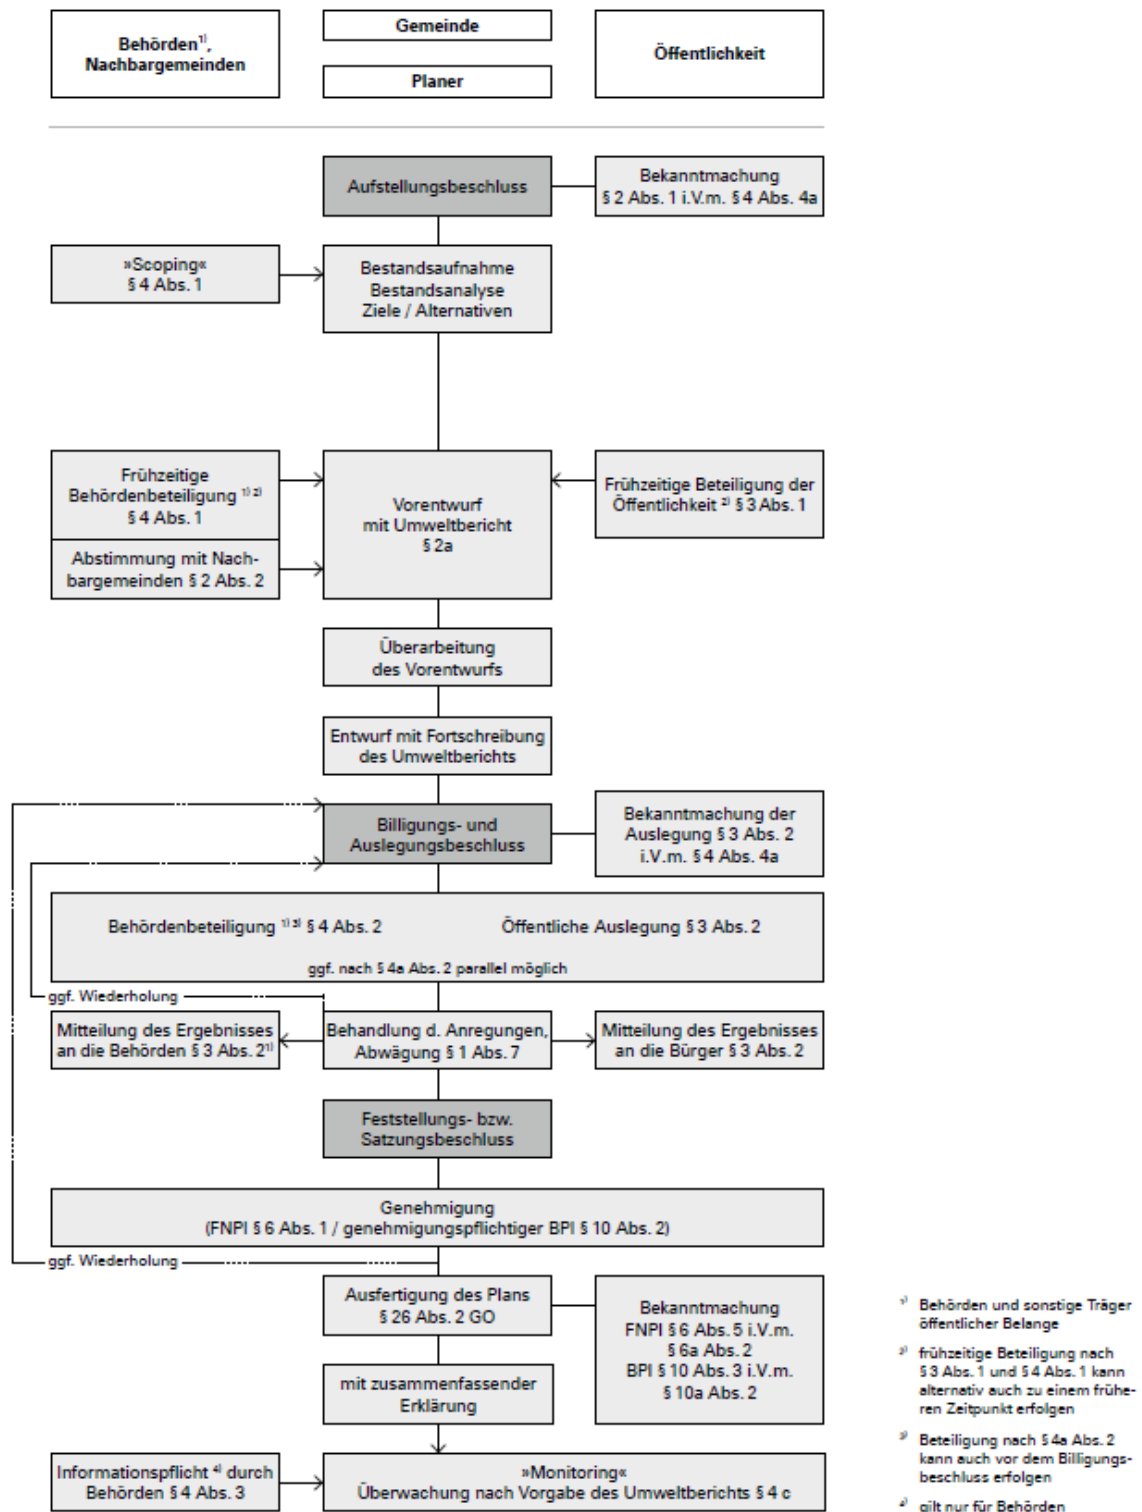 Behörden¹⁾,
Nachbargemeinden
Gemeinde
Planer
Öffentlichkeit
Aufstellungsbeschluss
Bekanntmachung
§ 2 Abs. 1 i.V.m. § 4 Abs. 4a
»Scoping«
§ 4 Abs. 1
Bestandsaufnahme
Bestandsanalyse
Ziele / Alternativen
Frühzeitige
Behördenbeteiligung ¹⁾ ²⁾
§ 4 Abs. 1
Abstimmung mit Nach-
bargemeinden § 2 Abs. 2
Vorentwurf
mit Umweltbericht
§ 2a
Frühzeitige Beteiligung der
Öffentlichkeit ²⁾ § 3 Abs. 1
Überarbeitung
des Vorentwurfs
Entwurf mit Fortschreibung
des Umweltberichts
Billigungs- und
Auslegungsbeschluss
Bekanntmachung der
Auslegung § 3 Abs. 2
i.V.m. § 4 Abs. 4a
Behördenbeteiligung ¹⁾ ³⁾ § 4 Abs. 2
Öffentliche Auslegung § 3 Abs. 2
ggf. nach § 4a Abs. 2 parallel möglich
ggf. Wiederholung
Mitteilung des Ergebnisses
an die Behörden § 3 Abs. 2¹⁾
Behandlung d. Anregungen,
Abwägung § 1 Abs. 7
Mitteilung des Ergebnisses
an die Bürger § 3 Abs. 2
Feststellungs- bzw.
Satzungsbeschluss
Genehmigung
(FNPl § 6 Abs. 1 / genehmigungspflichtiger BPl § 10 Abs. 2)
ggf. Wiederholung
Ausfertigung des Plans
§ 26 Abs. 2 GO
Bekanntmachung
FNPl § 6 Abs. 5 i.V.m.
§ 6a Abs. 2
BPl § 10 Abs. 3 i.V.m.
§ 10a Abs. 2
mit zusammenfassender
Erklärung
Informationspflicht ⁴⁾ durch
Behörden § 4 Abs. 3
»Monitoring«
Überwachung nach Vorgabe des Umweltberichts § 4 c
¹⁾ Behörden und sonstige Träger
öffentlicher Belange
²⁾ frühzeitige Beteiligung nach
§ 3 Abs. 1 und § 4 Abs. 1 kann
alternativ auch zu einem frühe-
ren Zeitpunkt erfolgen
³⁾ Beteiligung nach § 4a Abs. 2
kann auch vor dem Billigungs-
beschluss erfolgen
⁴⁾ gilt nur für Behörden